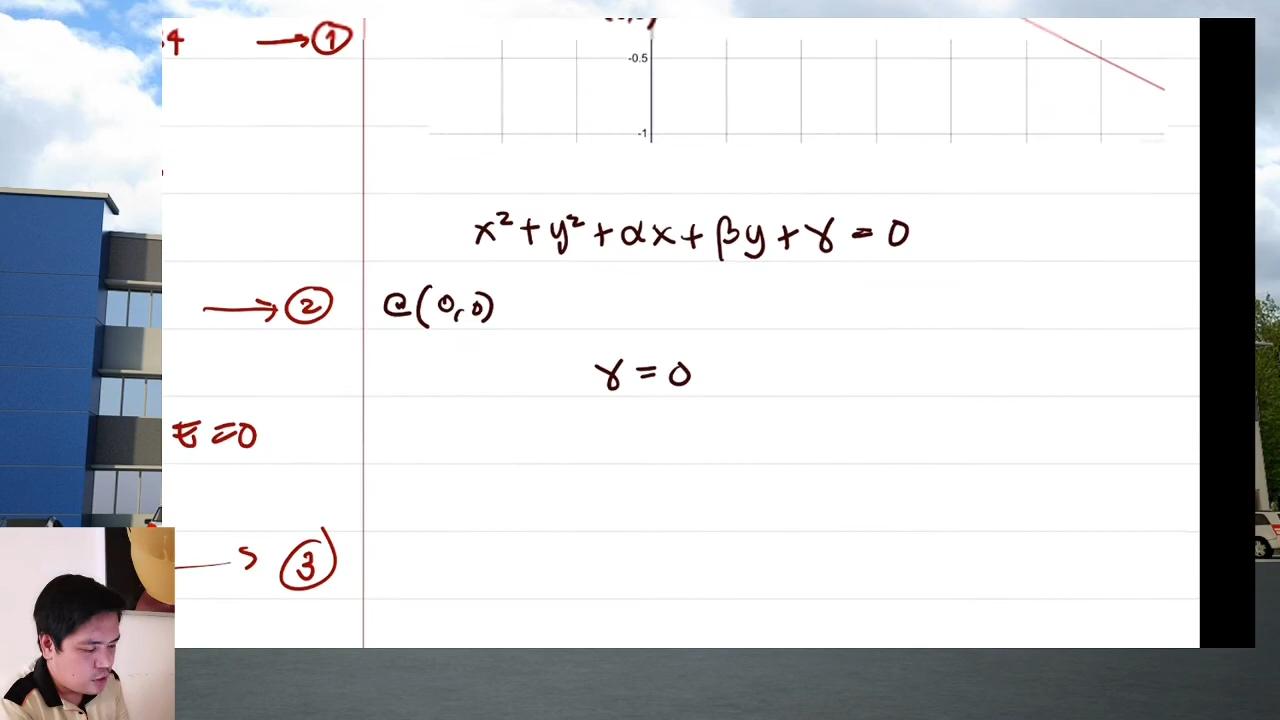 4 → ①
-0.5
-1
x² + y² + αx + βy + γ = 0
→ ② @(0,0)
γ = 0
= 0
→ ③